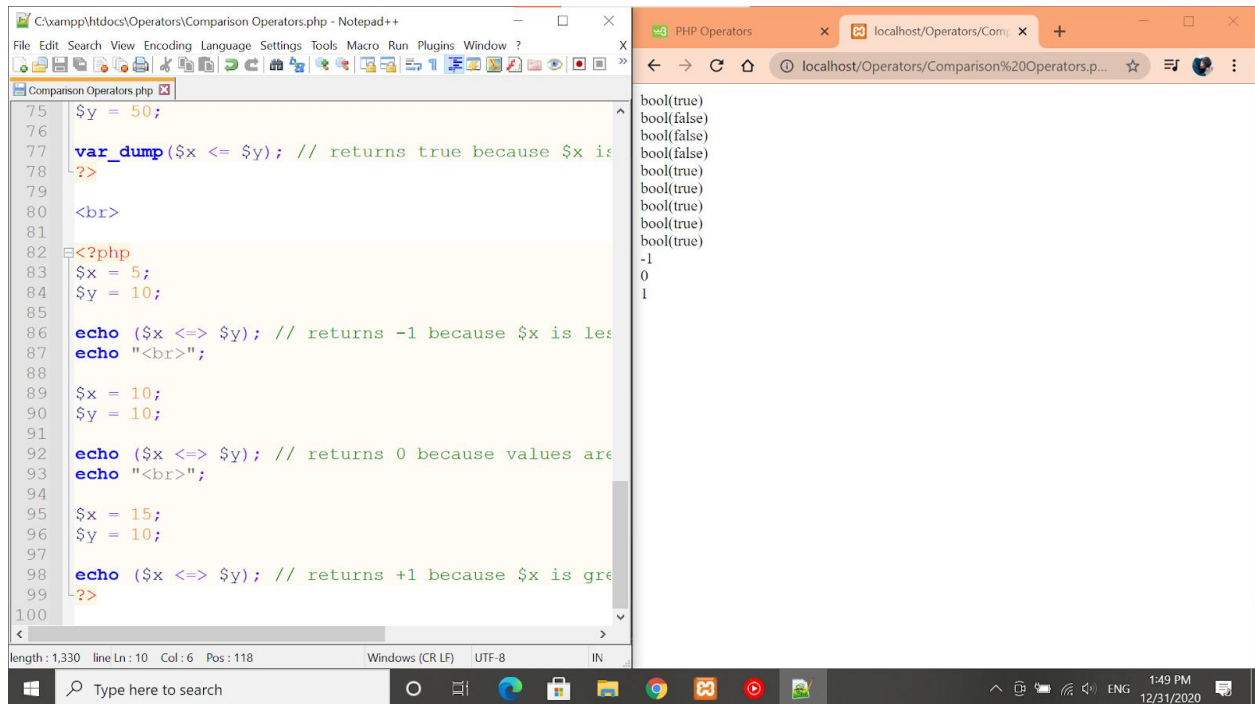 C:\xampp\htdocs\Operators\Comparison Operators.php - Notepad++
File Edit Search View Encoding Language Settings Tools Macro Run Plugins Window ? X
Comparison Operators.php
75 $y = 50;
76
77 var_dump($x <= $y); // returns true because $x is
78 ?>
79
80 <br>
81
82 <?php
83 $x = 5;
84 $y = 10;
85
86 echo ($x <=> $y); // returns -1 because $x is les
87 echo "<br>";
88
89 $x = 10;
90 $y = 10;
91
92 echo ($x <=> $y); // returns 0 because values are
93 echo "<br>";
94
95 $x = 15;
96 $y = 10;
97
98 echo ($x <=> $y); // returns +1 because $x is gre
99 ?>
100
length : 1,330 line Ln : 10 Col : 6 Pos : 118 Windows (CR LF) UTF-8 IN
PHP Operators
localhost/Operators/Com
localhost/Operators/Comparison%20Operators.p...
bool(true)
bool(false)
bool(false)
bool(false)
bool(true)
bool(true)
bool(true)
bool(true)
bool(true)
-1
0
1
Type here to search
ENG
1:49 PM
12/31/2020